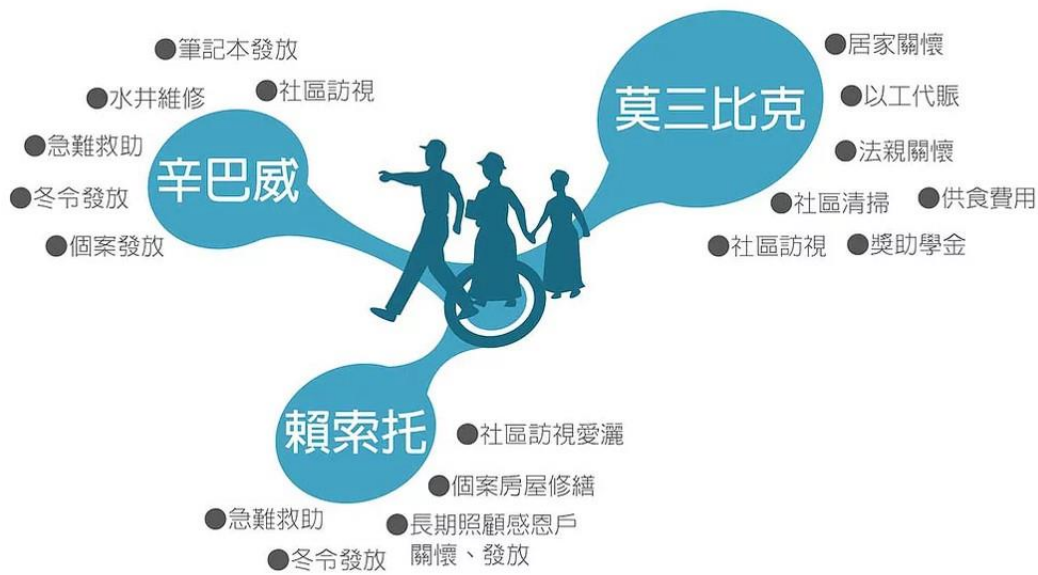 辛巴威
●筆記本發放
●社區訪視
●水井維修
●急難救助
●冬令發放
●個案發放
莫三比克
●居家關懷
●以工代賑
●法親關懷
●供食費用
●社區清掃
●獎助學金
●社區訪視
賴索托
●社區訪視愛灑
●個案房屋修繕
●長期照顧感恩戶
關懷、發放
●急難救助
●冬令發放